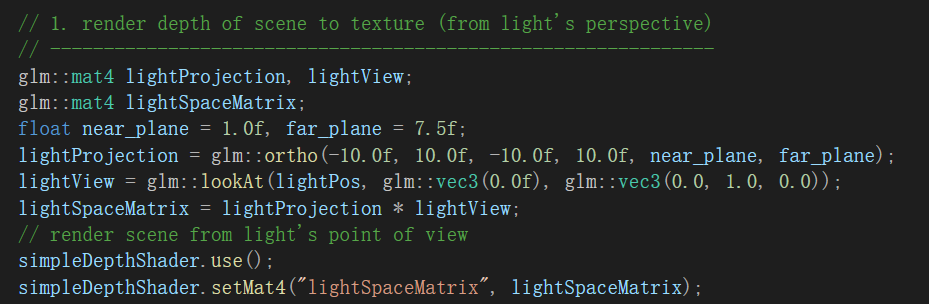 // 1. render depth of scene to texture (from light's perspective)
// --------------------------------------------------------------
glm::mat4 lightProjection, lightView;
glm::mat4 lightSpaceMatrix;
float near_plane = 1.0f, far_plane = 7.5f;
lightProjection = glm::ortho(-10.0f, 10.0f, -10.0f, 10.0f, near_plane, far_plane);
lightView = glm::lookAt(lightPos, glm::vec3(0.0f), glm::vec3(0.0, 1.0, 0.0));
lightSpaceMatrix = lightProjection * lightView;
// render scene from light's point of view
simpleDepthShader.use();
simpleDepthShader.setMat4("lightSpaceMatrix", lightSpaceMatrix);